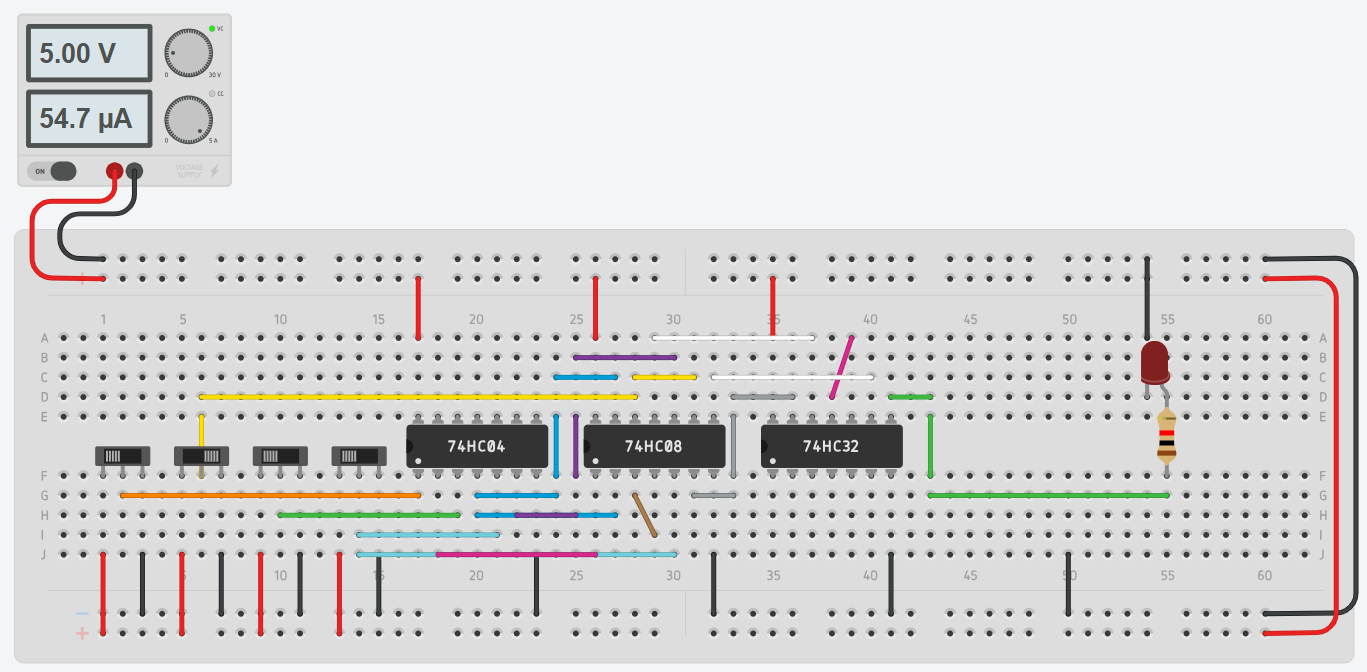 5.00 V
VC
0 30 V
54.7 µA
CC
0 5 A
ON
VOLTAGE
SUPPLY
+
1 5 10 15 20 25 30 35 40 45 50 55 60
A A
B B
C C
D D
E E
74HC04 74HC08 74HC32
F F
G G
H H
I I
J J
5 10 15 20 25 30 35 40 45 50 55 60
−
+